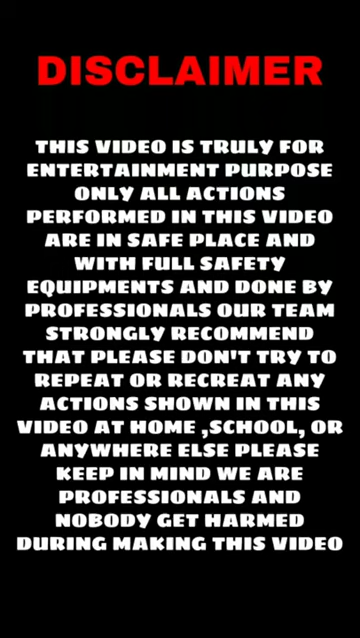 DISCLAIMER
THIS VIDEO IS TRULY FOR
ENTERTAINMENT PURPOSE
ONLY ALL ACTIONS
PERFORMED IN THIS VIDEO
ARE IN SAFE PLACE AND
WITH FULL SAFETY
EQUIPMENTS AND DONE BY
PROFESSIONALS OUR TEAM
STRONGLY RECOMMEND
THAT PLEASE DON'T TRY TO
REPEAT OR RECREAT ANY
ACTIONS SHOWN IN THIS
VIDEO AT HOME ,SCHOOL, OR
ANYWHERE ELSE PLEASE
KEEP IN MIND WE ARE
PROFESSIONALS AND
NOBODY GET HARMED
DURING MAKING THIS VIDEO